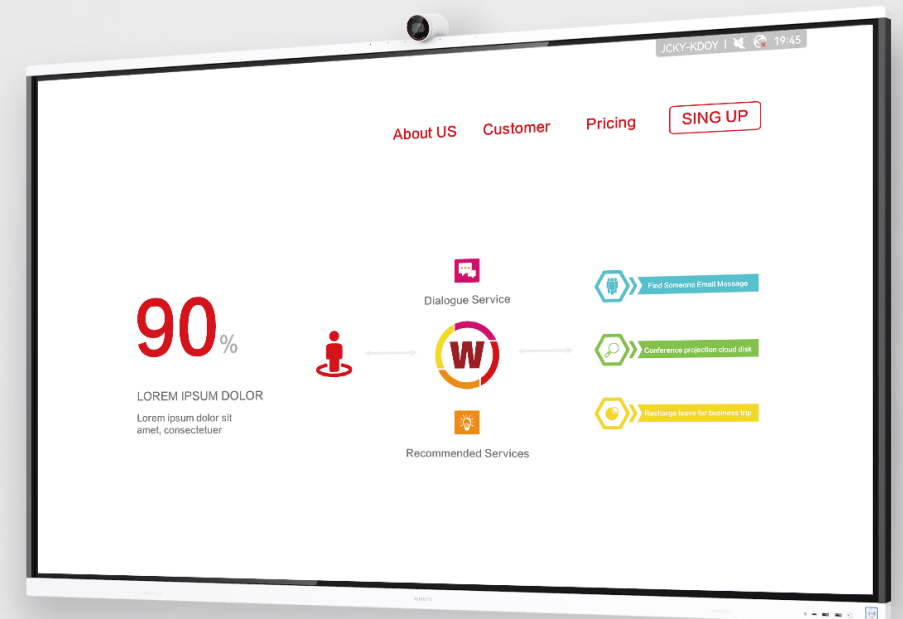 JCKY-KDOY | 19:45
About US Customer Pricing SING UP
Dialogue Service
90%
LOREM IPSUM DOLOR
Lorem ipsum dolor sit
amet, consectetuer
W
Recommended Services
Find Someone Email Message
Conference projection cloud disk
Recharge leave for business trip